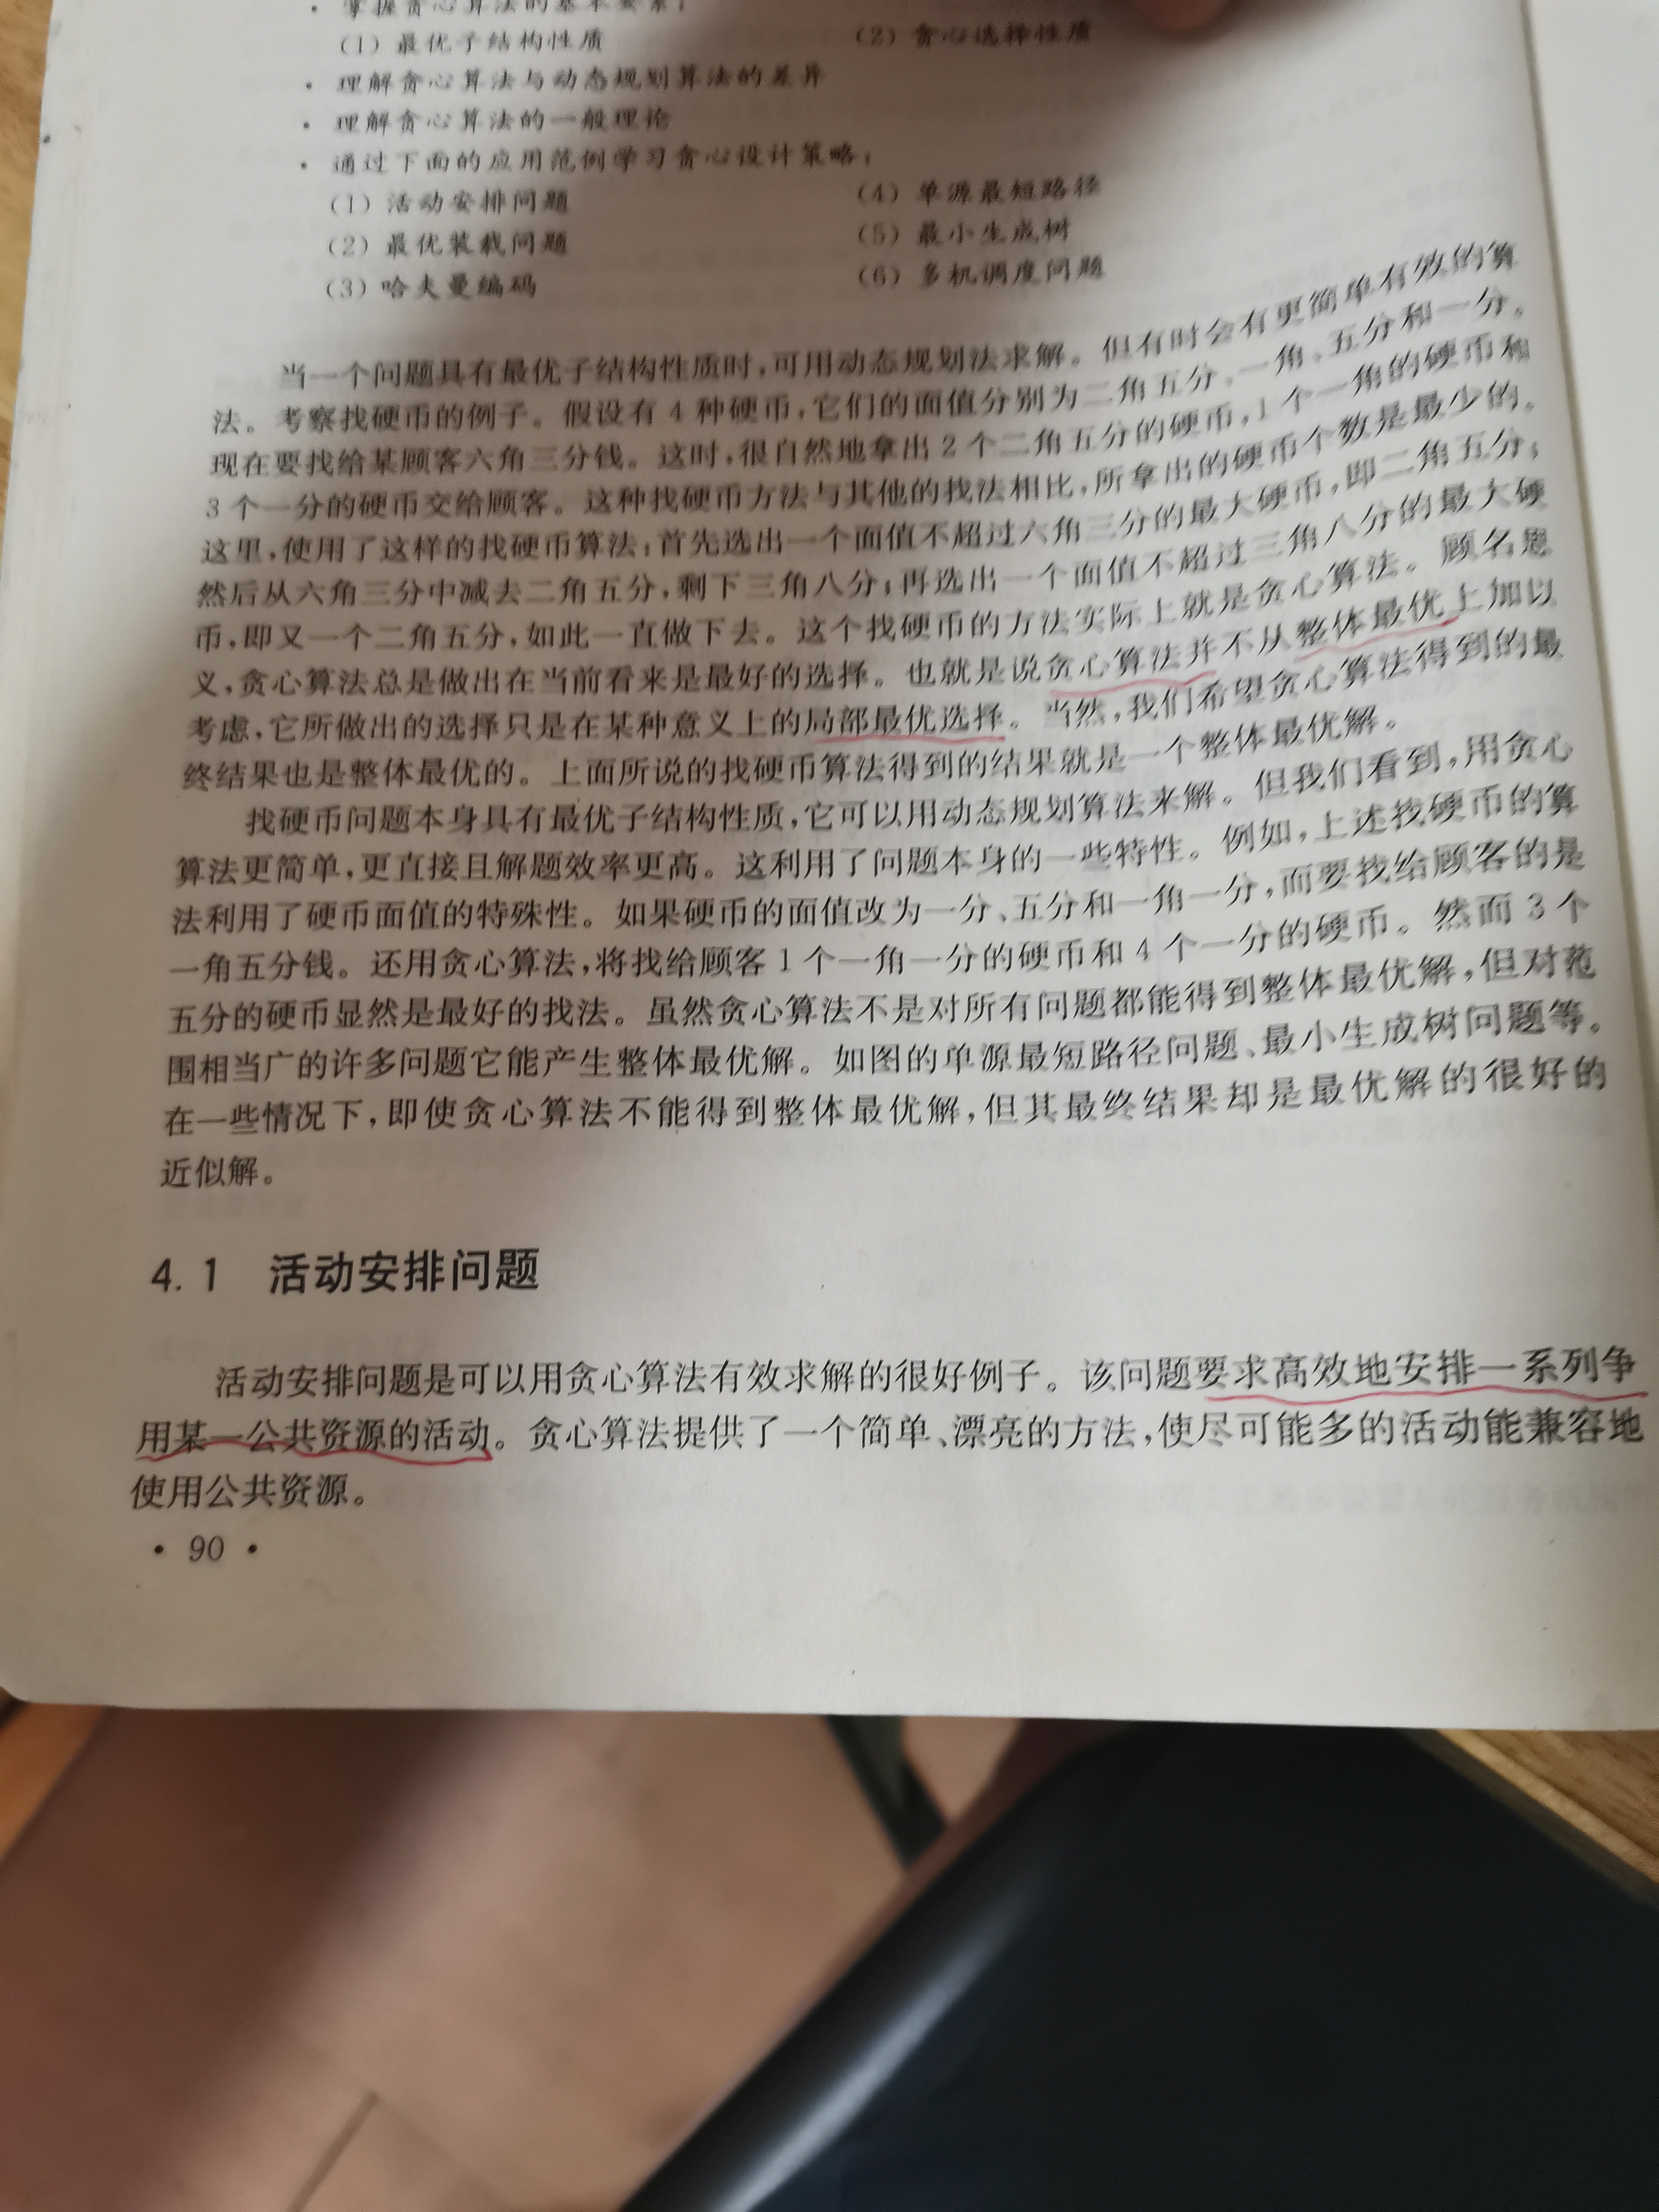 · 掌握贪心算法的基本要素：
(1) 最优子结构性质
(2) 贪心选择性质
· 理解贪心算法与动态规划算法的差异
· 理解贪心算法的一般理论
· 通过下面的应用范例学习贪心设计策略：
(1) 活动安排问题
(4) 单源最短路径
(2) 最优装载问题
(5) 最小生成树
(3) 哈夫曼编码
(6) 多机调度问题
当一个问题具有最优子结构性质时，可用动态规划法求解。但有时会有更简单有效的算
法。考察找硬币的例子。假设有 4 种硬币，它们的面值分别为二角五分、一角、五分和一分。
现在要找给某顾客六角三分钱。这时，很自然地拿出 2 个二角五分的硬币，1 个一角的硬币和
3 个一分的硬币交给顾客。这种找硬币方法与其他的找法相比，所拿出的硬币个数是最少的。
这里，使用了这样的找硬币算法：首先选出一个面值不超过六角三分的最大硬币，即二角五分；
然后从六角三分中减去二角五分，剩下三角八分；再选出一个面值不超过三角八分的最大硬
币，即又一个二角五分，如此一直做下去。这个找硬币的方法实际上就是贪心算法。顾名思
义，贪心算法总是做出在当前看来是最好的选择。也就是说贪心算法并不从整体最优上加以
考虑，它所做出的选择只是在某种意义上的局部最优选择。当然，我们希望贪心算法得到的最
终结果也是整体最优的。上面所说的找硬币算法得到的结果就是一个整体最优解。
找硬币问题本身具有最优子结构性质，它可以用动态规划算法来解。但我们看到，用贪心
算法更简单，更直接且解题效率更高。这利用了问题本身的一些特性。例如，上述找硬币的算
法利用了硬币面值的特殊性。如果硬币的面值改为一分、五分和一角一分，而要找给顾客的是
一角五分钱。还用贪心算法，将找给顾客 1 个一角一分的硬币和 4 个一分的硬币。然而 3 个
五分的硬币显然是最好的找法。虽然贪心算法不是对所有问题都能得到整体最优解，但对范
围相当广的许多问题它能产生整体最优解。如图的单源最短路径问题、最小生成树问题等。
在一些情况下，即使贪心算法不能得到整体最优解，但其最终结果却是最优解的很好的
近似解。
4.1 活动安排问题
活动安排问题是可以用贪心算法有效求解的很好例子。该问题要求高效地安排一系列争
用某一公共资源的活动。贪心算法提供了一个简单、漂亮的方法，使尽可能多的活动能兼容地
使用公共资源。
· 90 ·